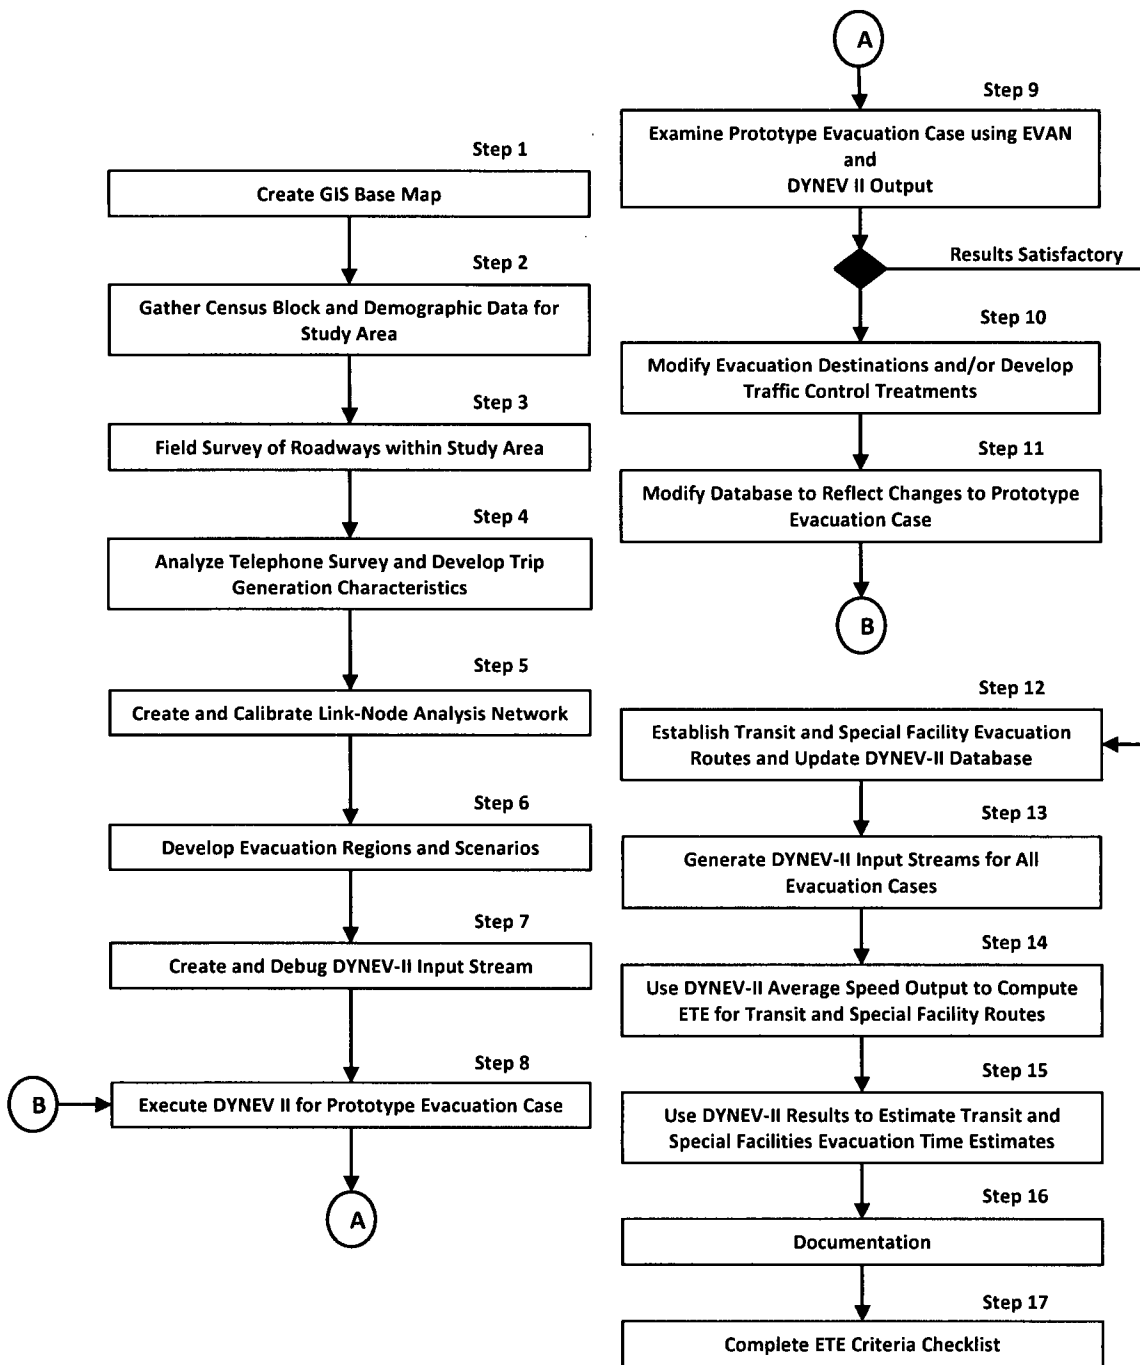 Step 1
Create GIS Base Map
Step 2
Gather Census Block and Demographic Data for
Study Area
Step 3
Field Survey of Roadways within Study Area
Step 4
Analyze Telephone Survey and Develop Trip
Generation Characteristics
Step 5
Create and Calibrate Link-Node Analysis Network
Step 6
Develop Evacuation Regions and Scenarios
Step 7
Create and Debug DYNEV-II Input Stream
Step 8
B
Execute DYNEV II for Prototype Evacuation Case
A
A
Step 9
Examine Prototype Evacuation Case using EVAN
and
DYNEV II Output
Results Satisfactory
Step 10
Modify Evacuation Destinations and/or Develop
Traffic Control Treatments
Step 11
Modify Database to Reflect Changes to Prototype
Evacuation Case
B
Step 12
Establish Transit and Special Facility Evacuation
Routes and Update DYNEV-II Database
Step 13
Generate DYNEV-II Input Streams for All
Evacuation Cases
Step 14
Use DYNEV-II Average Speed Output to Compute
ETE for Transit and Special Facility Routes
Step 15
Use DYNEV-II Results to Estimate Transit and
Special Facilities Evacuation Time Estimates
Step 16
Documentation
Step 17
Complete ETE Criteria Checklist